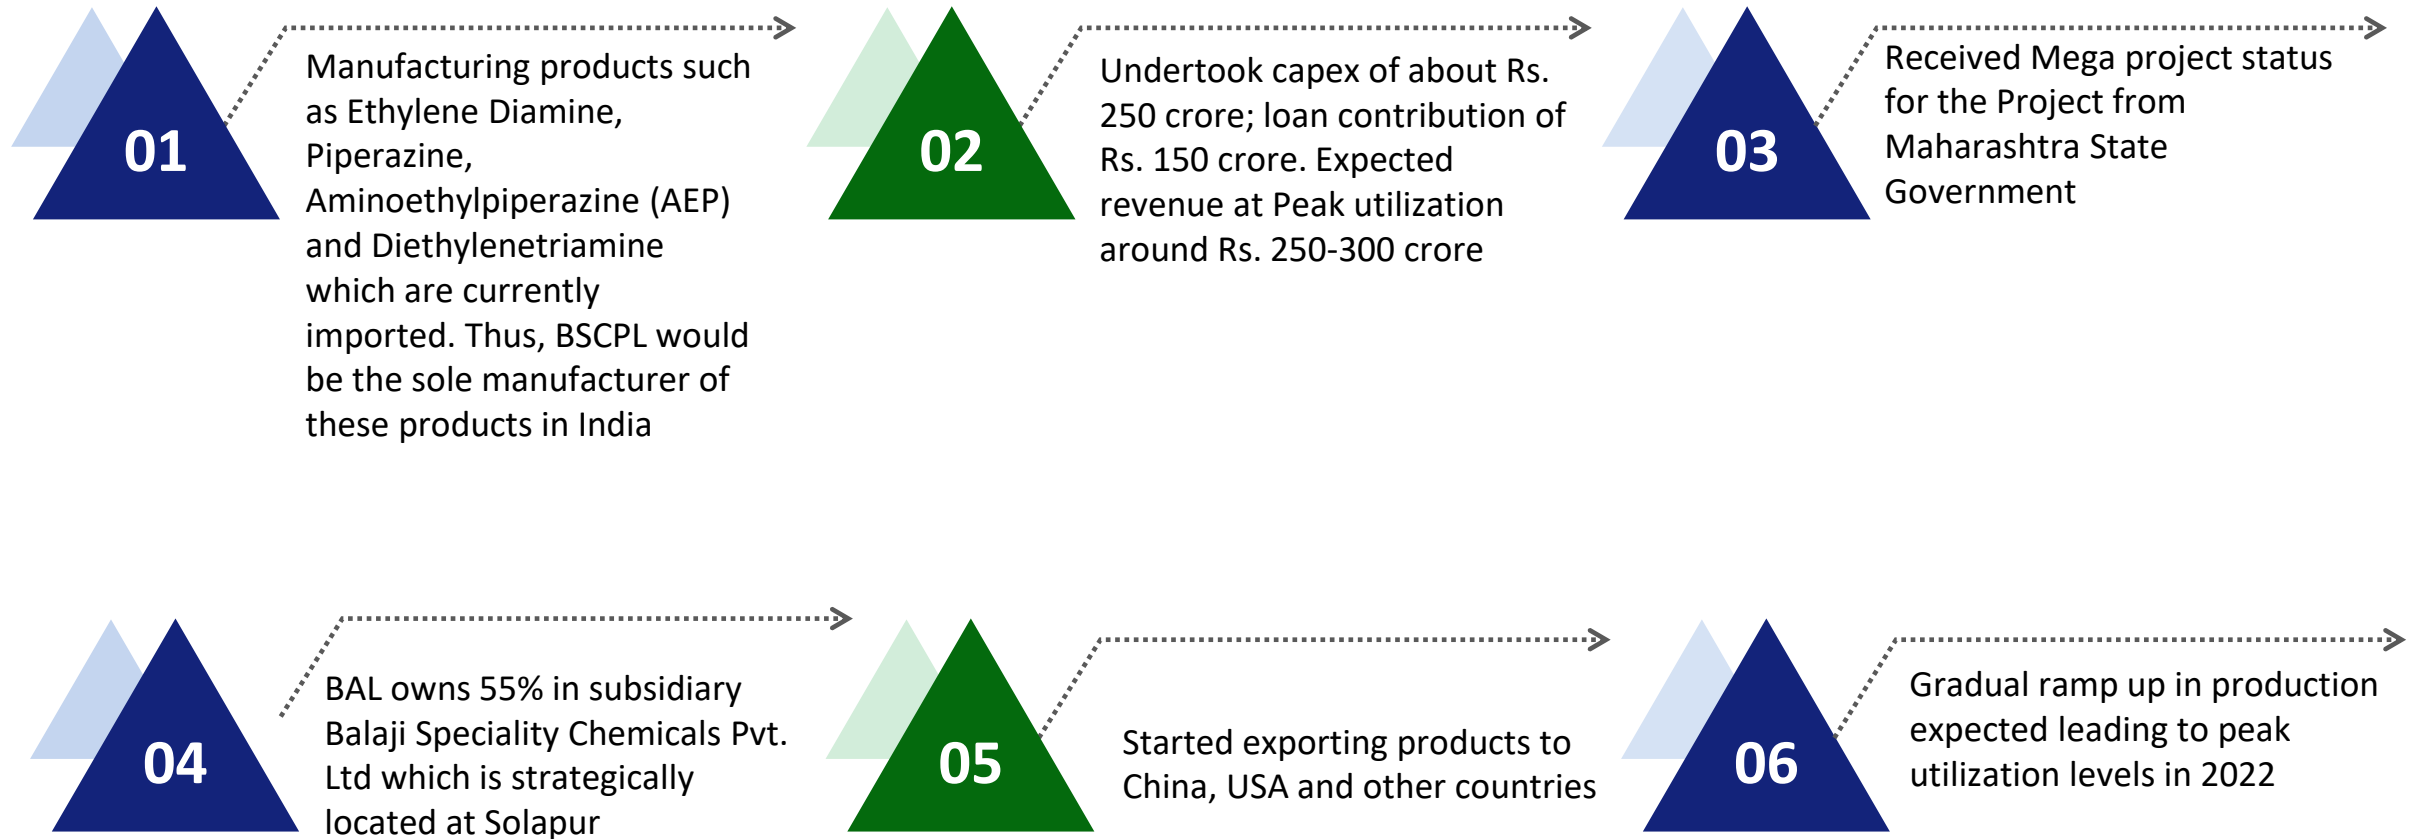 01
Manufacturing products such
as Ethylene Diamine,
Piperazine,
Aminoethylpiperazine (AEP)
and Diethylenetriamine
which are currently
imported. Thus, BSCPL would
be the sole manufacturer of
these products in India
02
Undertook capex of about Rs.
250 crore; loan contribution of
Rs. 150 crore. Expected
revenue at Peak utilization
around Rs. 250-300 crore
03
Received Mega project status
for the Project from
Maharashtra State
Government
04
BAL owns 55% in subsidiary
Balaji Speciality Chemicals Pvt.
Ltd which is strategically
located at Solapur
05
Started exporting products to
China, USA and other countries
06
Gradual ramp up in production
expected leading to peak
utilization levels in 2022